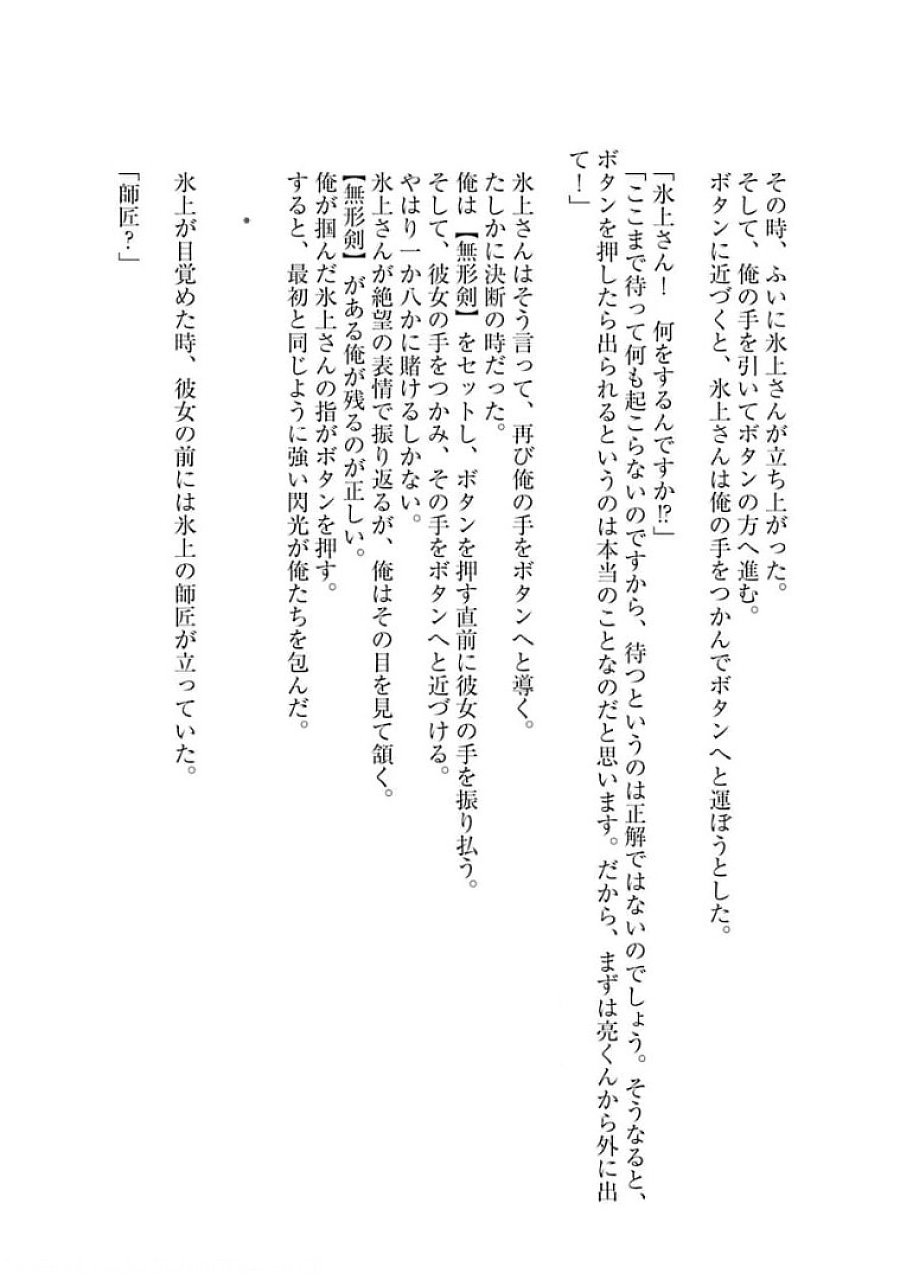 その時、ふいに氷上さんが立ち上がった。
そして、俺の手を引いてボタンの方へ進む。
ボタンに近づくと、氷上さんは俺の手をつかんでボタンへと運ぼうとした。
「氷上さん！　何をするんですか⁉」
「ここまで待って何も起こらないのですから、待つというのは正解ではないのでしょう。そうなると、
ボタンを押したら出られるというのは本当のことなのだと思います。だから、まずは亮くんから外に出
て！」
氷上さんはそう言って、再び俺の手をボタンへと導く。
たしかに決断の時だった。
俺は【無形剣】をセットし、ボタンを押す直前に彼女の手を振り払う。
そして、彼女の手をつかみ、その手をボタンへと近づける。
やはり一か八かに賭けるしかない。
氷上さんが絶望の表情で振り返るが、俺はその目を見て頷く。
【無形剣】がある俺が残るのが正しい。
俺が掴んだ氷上さんの指がボタンを押す。
すると、最初と同じように強い閃光が俺たちを包んだ。
•
氷上が目覚めた時、彼女の前には氷上の師匠が立っていた。
「師匠？」